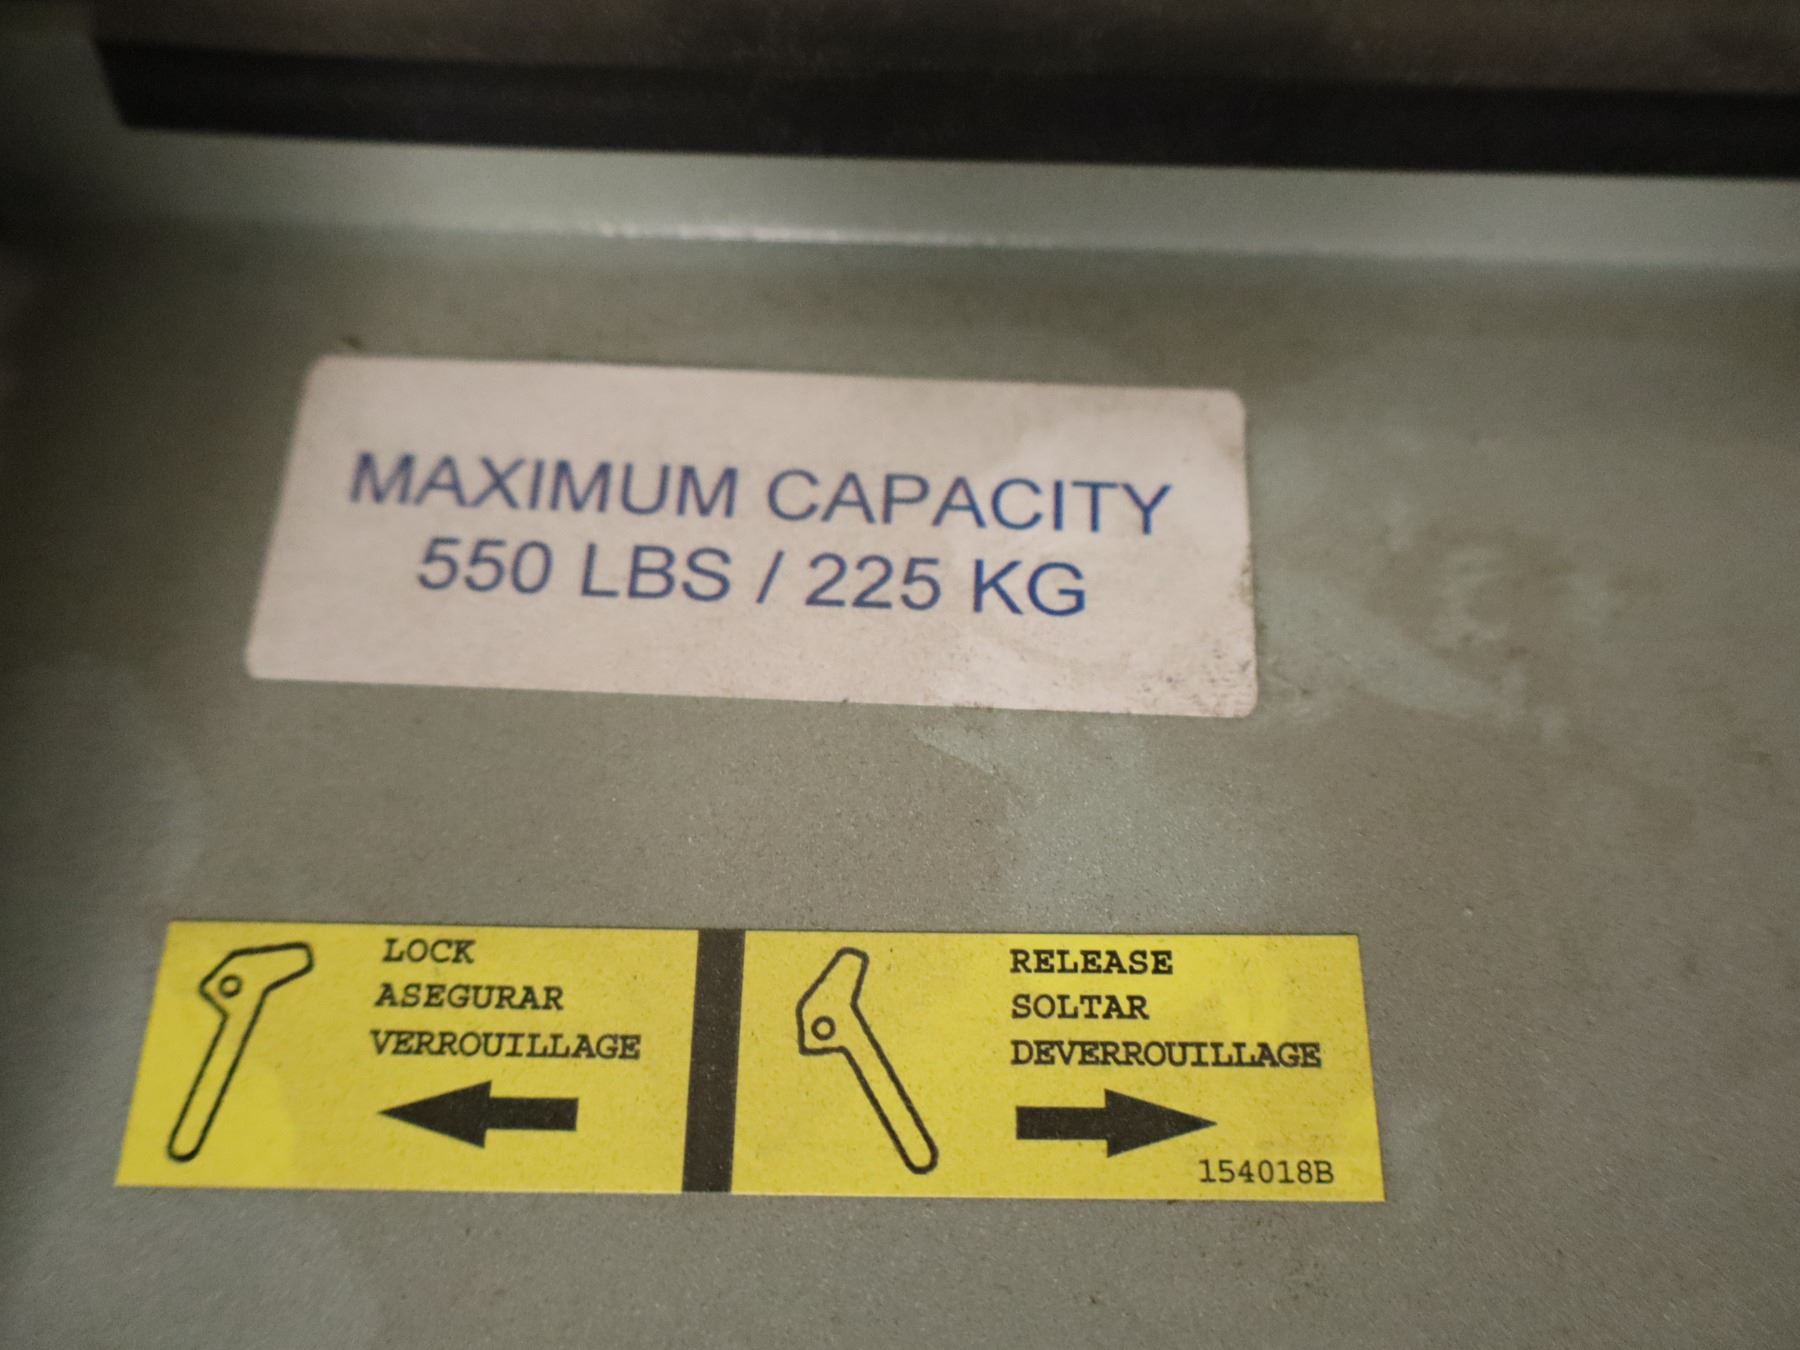 MAXIMUM CAPACITY
550 LBS / 225 KG
LOCK
ASEGURAR
VERROUILLAGE
RELEASE
SOLTAR
DEVERROUILLAGE
154018B